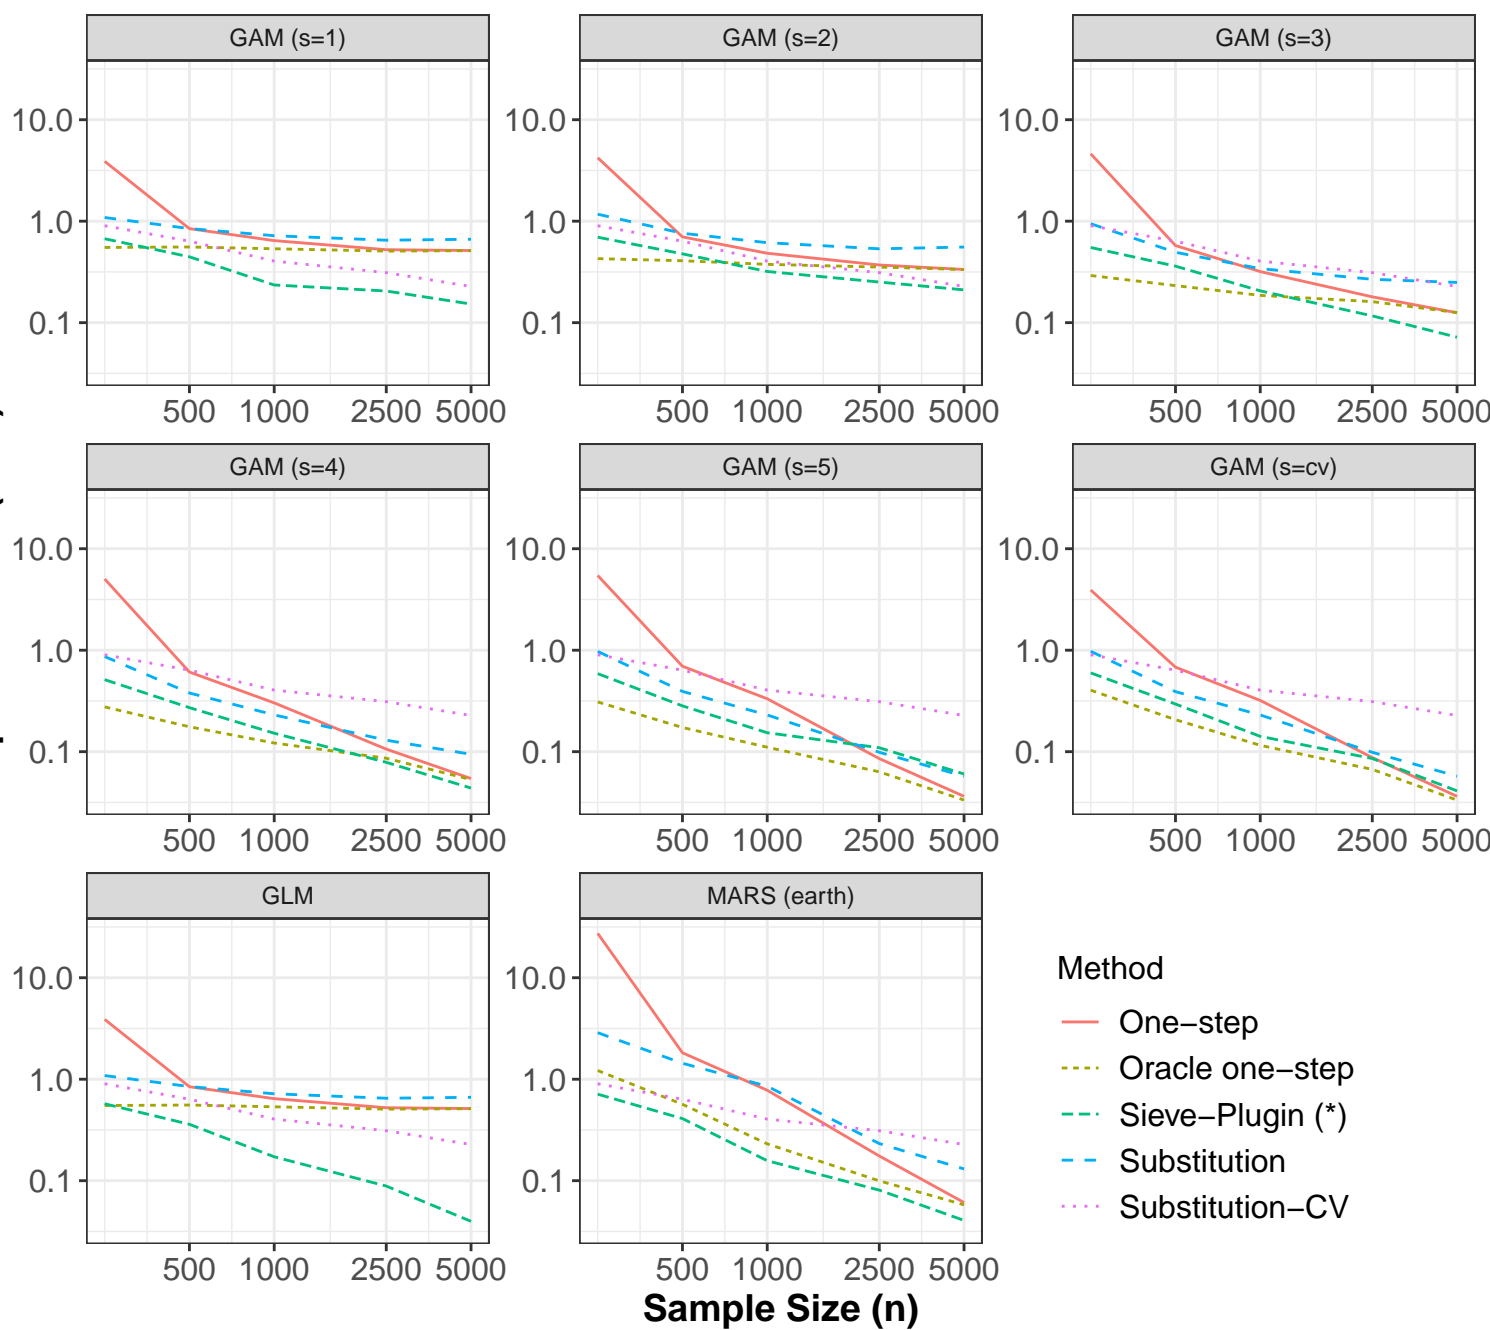 GAM (s=1) GAM (s=2) GAM (s=3)
10.0 10.0 10.0
1.0 1.0 1.0
0.1 0.1 0.1
500 1000 2500 5000 500 1000 2500 5000 500 1000 2500 5000
GAM (s=4) GAM (s=5) GAM (s=cv)
10.0 10.0 10.0
1.0 1.0 1.0
0.1 0.1 0.1
500 1000 2500 5000 500 1000 2500 5000 500 1000 2500 5000
GLM MARS (earth)
10.0 10.0
1.0 1.0
0.1 0.1
500 1000 2500 5000 500 1000 2500 5000
Sample Size (n)
Method
One−step
Oracle one−step
Sieve−Plugin (*)
Substitution
Substitution−CV